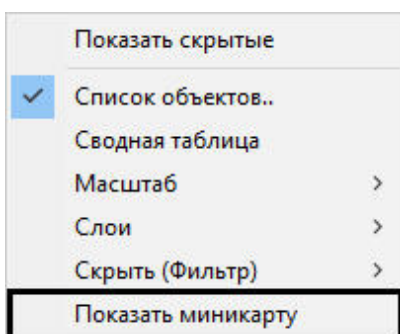 Показать скрытые
Список объектов..
Сводная таблица
Масштаб
Слои
Скрыть (Фильтр)
Показать миникарту